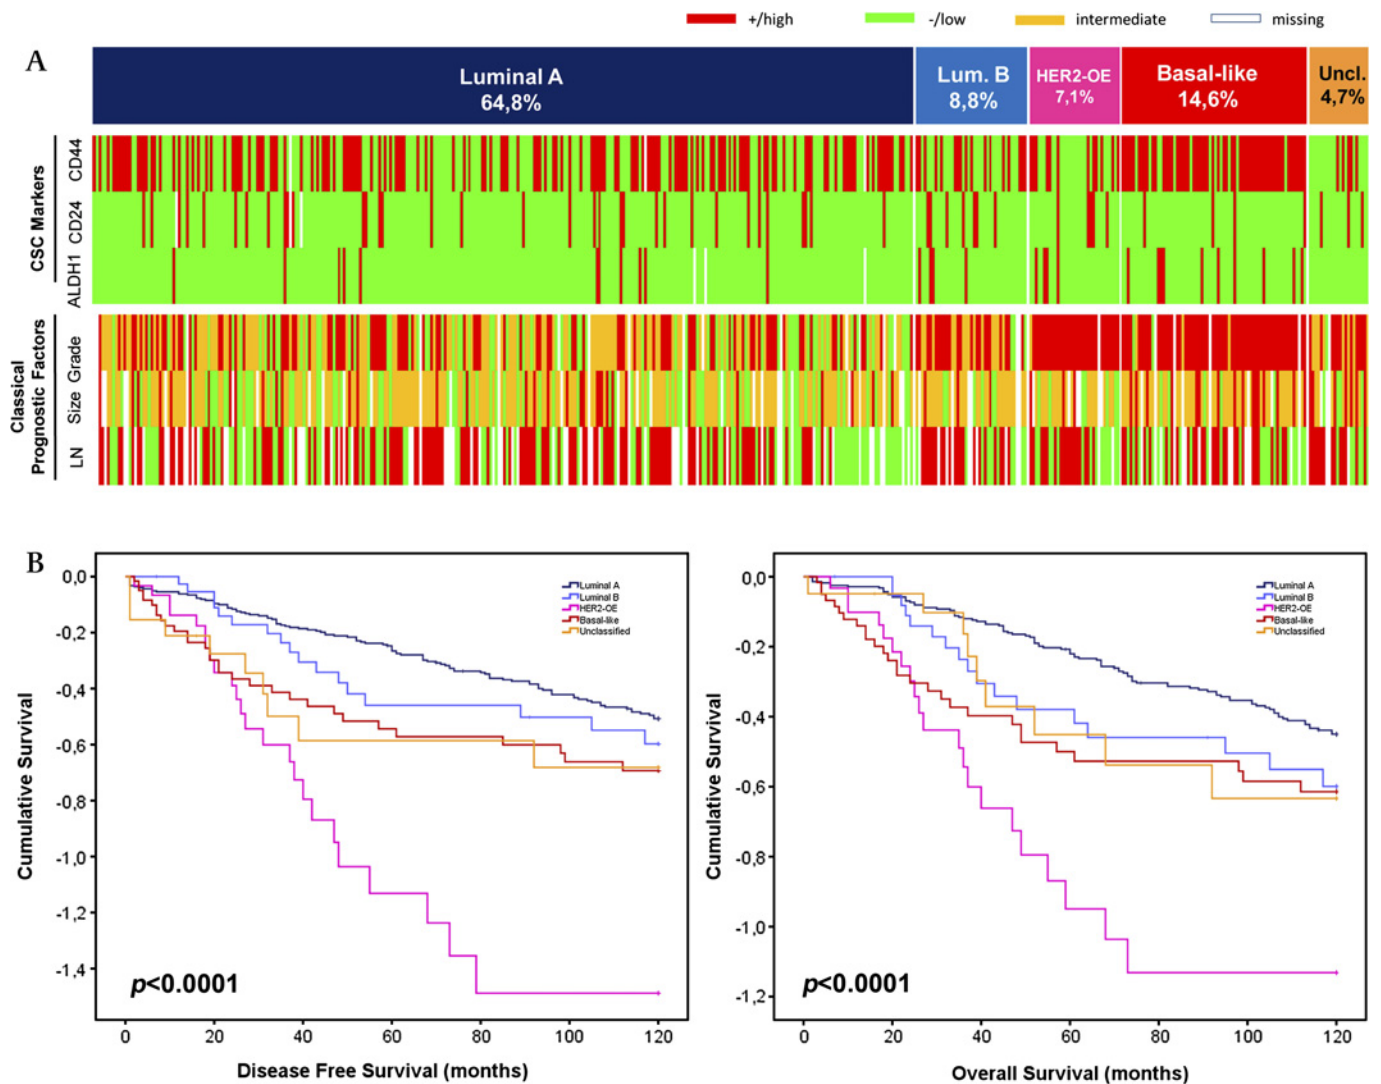 +/high -/low intermediate missing
A
Luminal A
64,8%
Lum. B
8,8%
HER2-OE
7,1%
Basal-like
14,6%
Uncl.
4,7%
CSC Markers
CD44
CD24
ALDH1
Classical
Prognostic Factors
Grade
Size
LN
B
Cumulative Survival
0,0
-0,2
-0,4
-0,6
-0,8
-1,0
-1,2
-1,4
Luminal A
Luminal B
HER2-OE
Basal-like
Unclassified
p<0.0001
0 20 40 60 80 100 120
Disease Free Survival (months)
Cumulative Survival
0,0
-0,2
-0,4
-0,6
-0,8
-1,0
-1,2
Luminal A
Luminal B
HER2-OE
Basal-like
Unclassified
p<0.0001
0 20 40 60 80 100 120
Overall Survival (months)